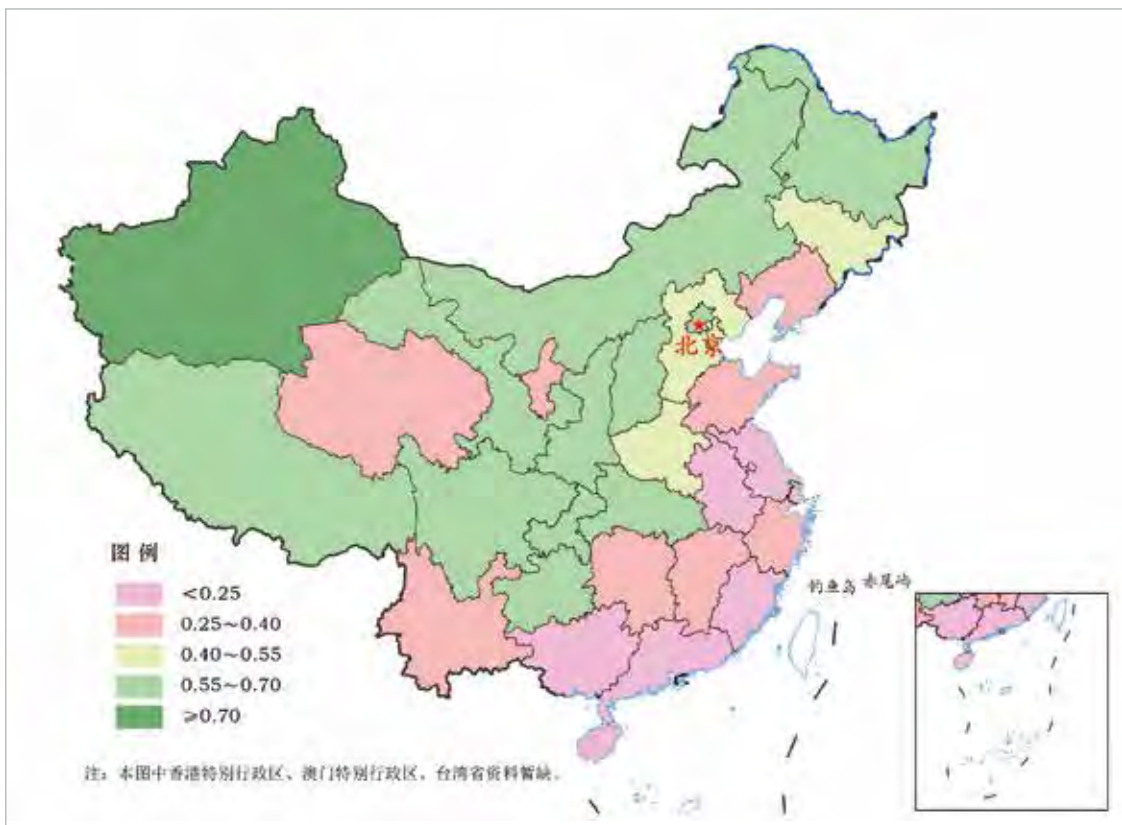 北京
钓鱼岛 赤尾屿
图 例
<0.25
0.25~0.40
0.40~0.55
0.55~0.70
≥0.70
注：本图中香港特别行政区、澳门特别行政区、台湾省资料暂缺。